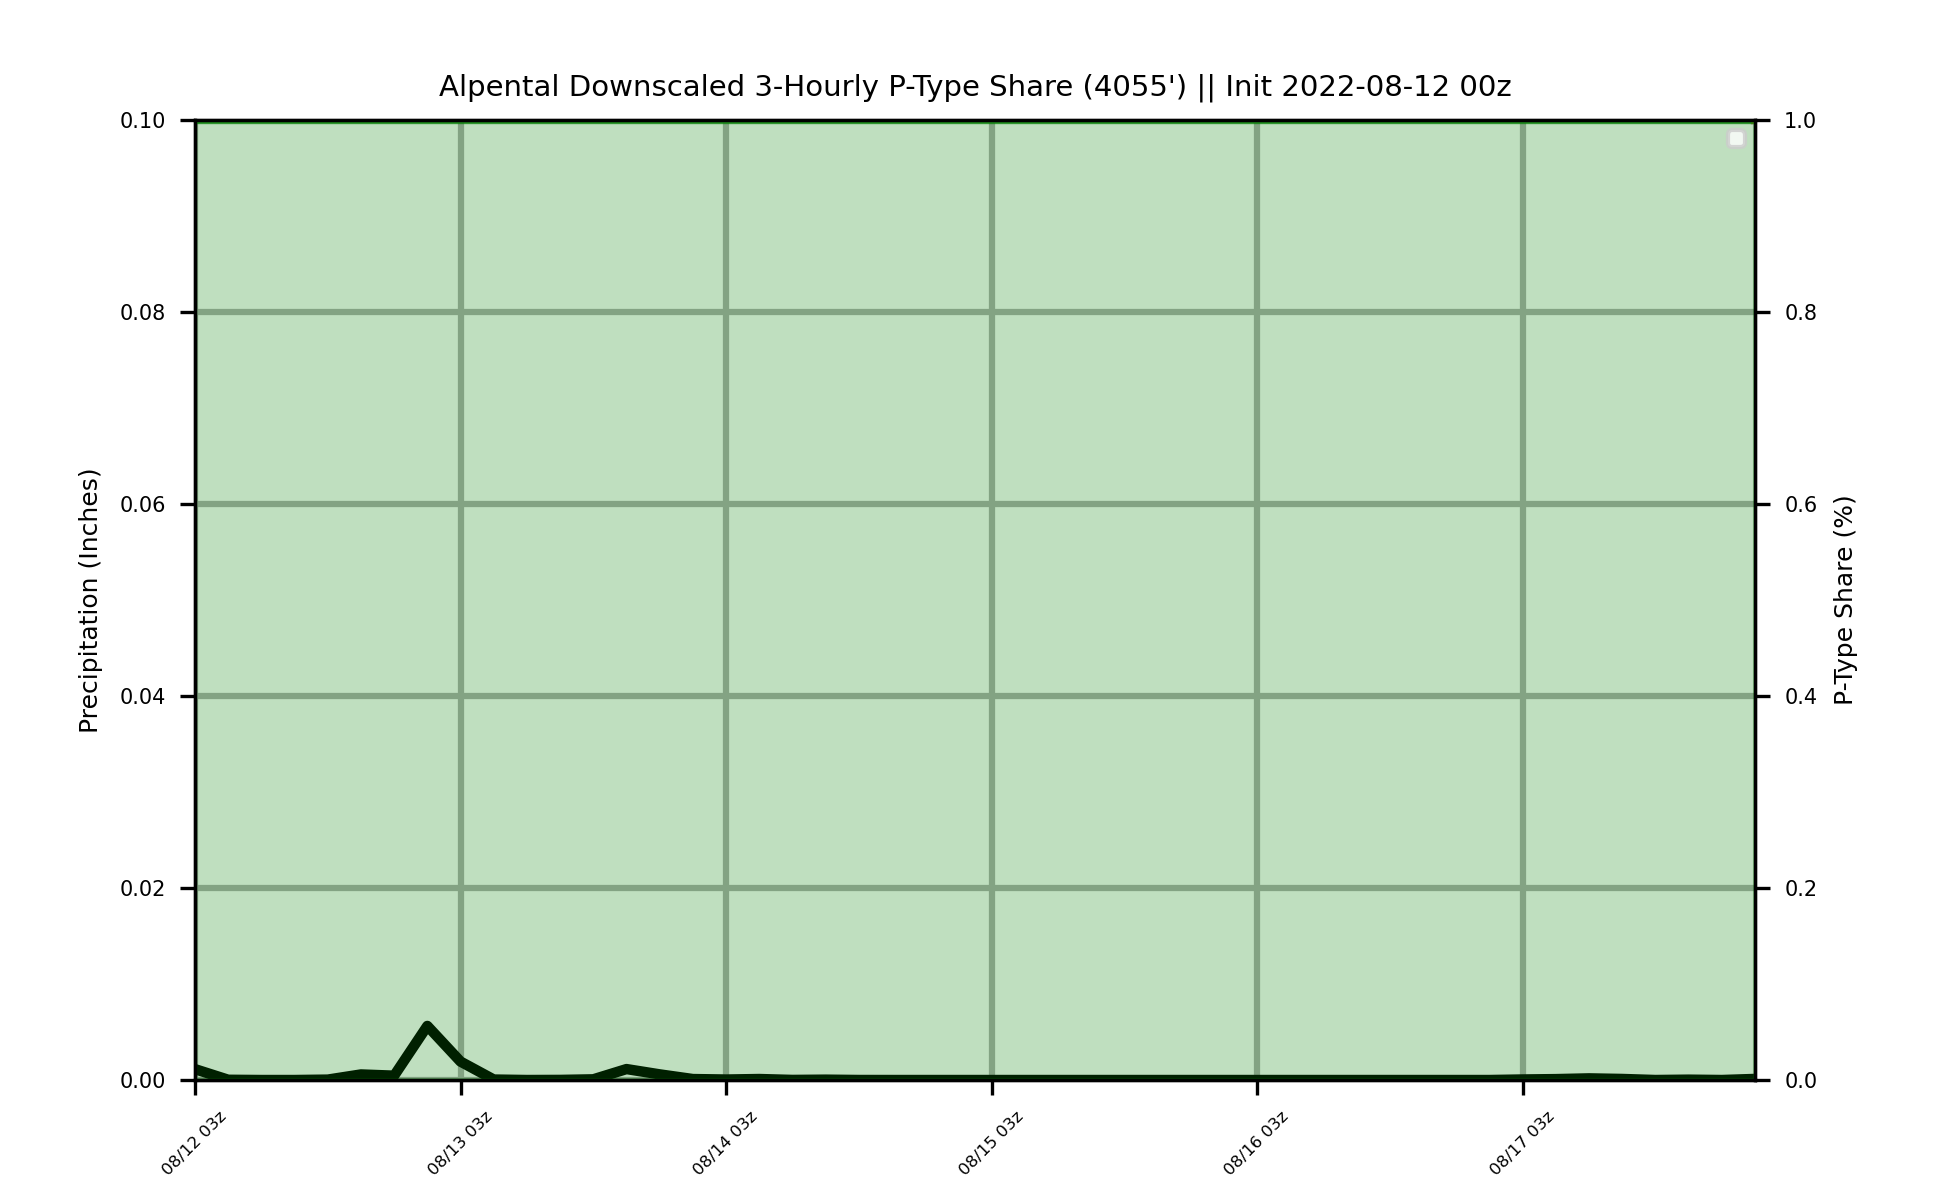 Alpental Downscaled 3-Hourly P-Type Share (4055') || Init 2022-08-12 00z
0.10
0.08
0.06
0.04
0.02
0.00
Precipitation (Inches)
1.0
0.8
0.6
0.4
0.2
0.0
P-Type Share (%)
08/12 03z
08/13 03z
08/14 03z
08/15 03z
08/16 03z
08/17 03z